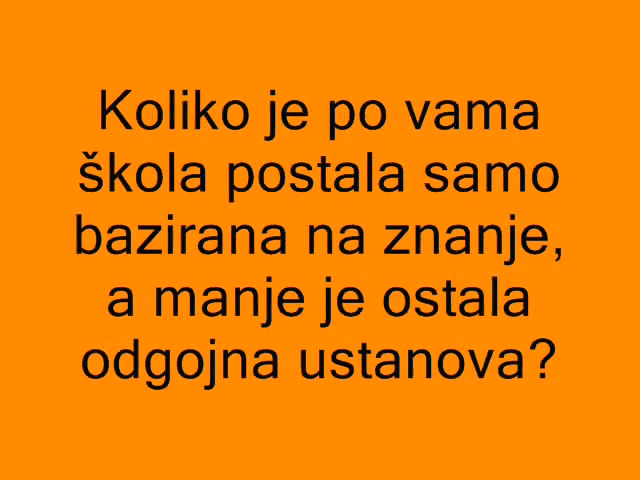 Koliko je po vama
škola postala samo
bazirana na znanje,
a manje je ostala
odgojna ustanova?